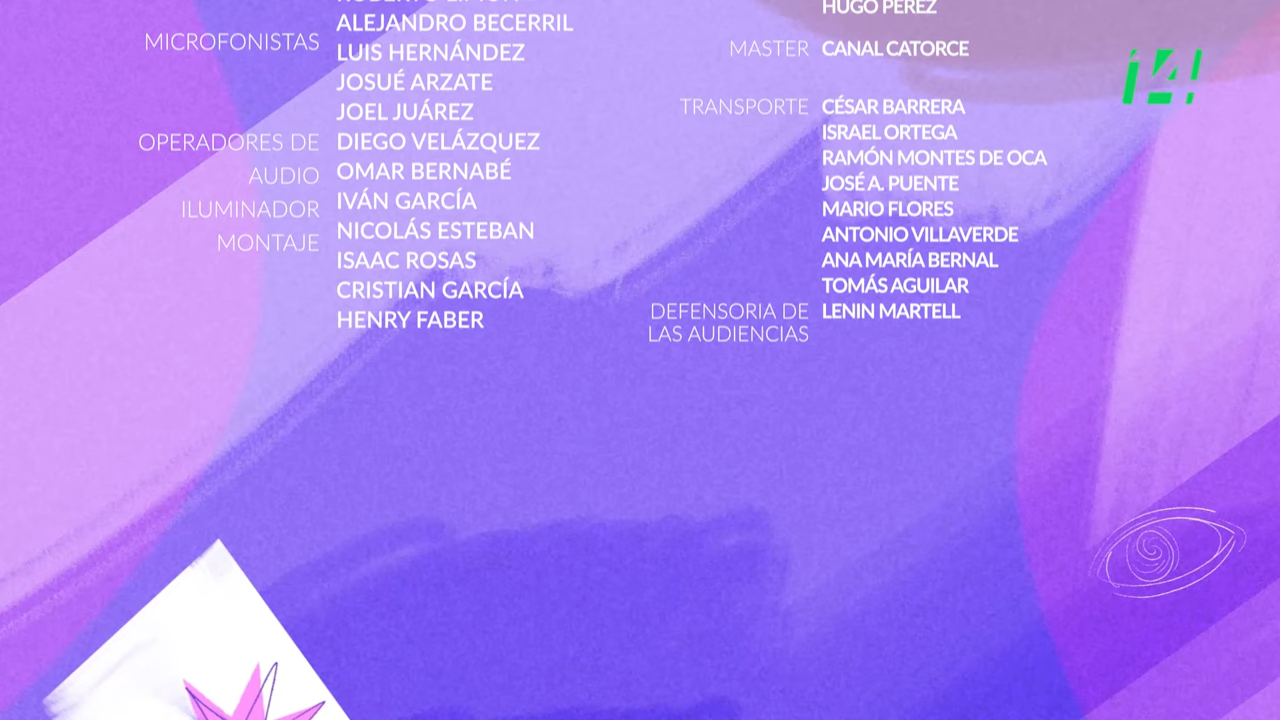 MICROFONISTAS
ALEJANDRO BECERRIL
LUIS HERNÁNDEZ
JOSUÉ ARZATE
JOEL JUÁREZ
OPERADORES DE
AUDIO
ILUMINADOR
MONTAJE
DIEGO VELÁZQUEZ
OMAR BERNABÉ
IVÁN GARCÍA
NICOLÁS ESTEBAN
ISAAC ROSAS
CRISTIAN GARCÍA
HENRY FABER
HUGO PÉREZ
MASTER CANAL CATORCE
TRANSPORTE CÉSAR BARRERA
ISRAEL ORTEGA
RAMÓN MONTES DE OCA
JOSÉ A. PUENTE
MARIO FLORES
ANTONIO VILLAVERDE
ANA MARÍA BERNAL
TOMÁS AGUILAR
DEFENSORIA DE LENIN MARTELL
LAS AUDIENCIAS
¡14!